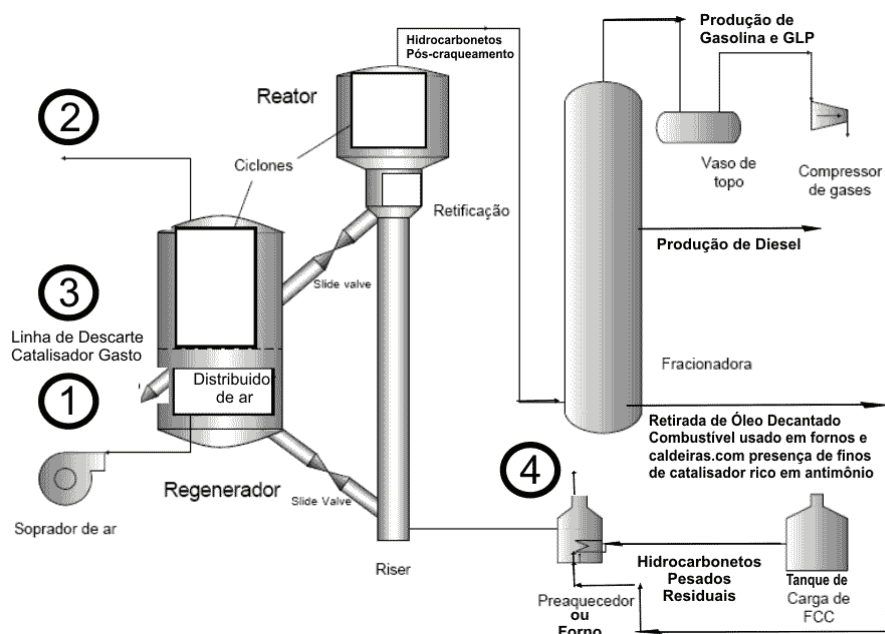 Produção de
Gasolina e GLP
Hidrocarbonetos
Pós-craqueamento
Reator
2
Ciclones
Vaso de
topo
Compressor
de gases
Retificação
Produção de Diesel
Slide valve
3
Linha de Descarte
Catalisador Gasto
Distribuido
de ar
1
Fracionadora
Retirada de Óleo Decantado
Combustível usado em fornos e
caldeiras.com presença de finos
de catalisador rico em antimônio
4
Regenerador
Slide Valve
Soprador de ar
Riser
Hidrocarbonetos
Pesados
Residuais
Tanque de
Carga de
FCC
Preaquecedor
ou
Forno